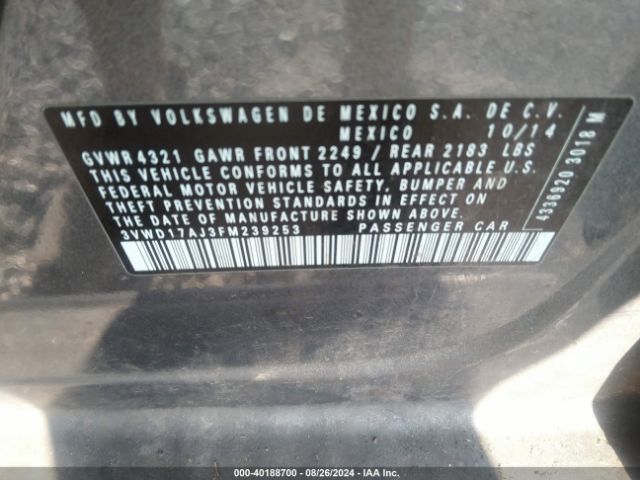 MFD BY VOLKSWAGEN DE MEXICO S.A. DE C.V.
MEXICO 10/14
GVWR 4321 GAWR FRONT 2249 / REAR 2183 LBS
THIS VEHICLE CONFORMS TO ALL APPLICABLE U.S.
FEDERAL MOTOR VEHICLE SAFETY, BUMPER AND
THEFT PREVENTION STANDARDS IN EFFECT ON
THE DATE OF MANUFACTURE SHOWN ABOVE.
3VWD17AJ3FM239253 PASSENGER CAR
4336920 3018 M
000-40188700 - 08/26/2024 - IAA Inc.